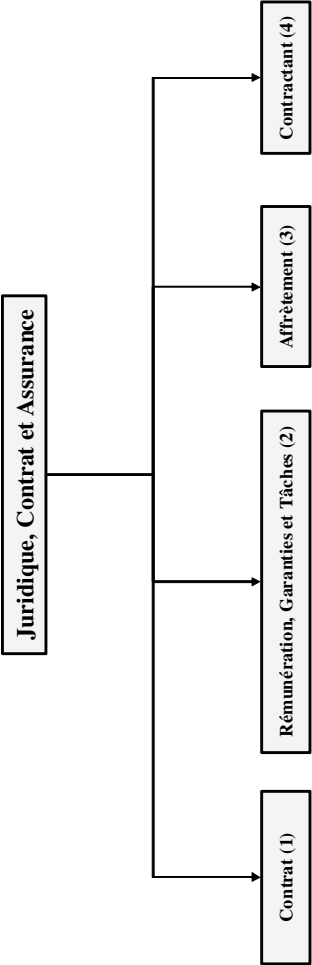 Juridique, Contrat et Assurance
Contrat (1)
Rémunération, Garanties et Tâches (2)
Affrètement (3)
Contractant (4)